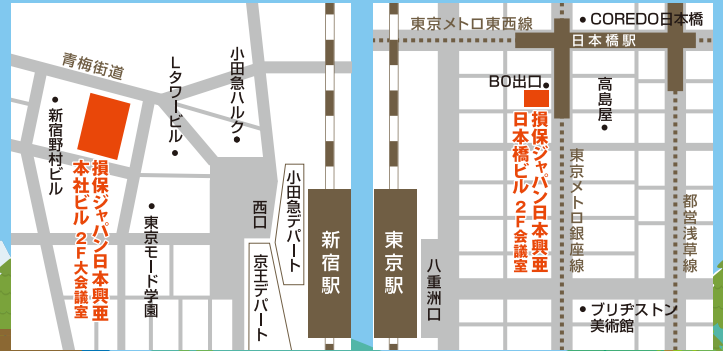 青梅街道
小田急ハルク
Lタワービル
新宿野村ビル
損保ジャパン日本興亜
本社ビル 2F大会議室
東京モード学園
西口
小田急デパート
京王デパート
新宿駅
東京メトロ東西線
COREDO日本橋
日本橋駅
B0出口
高島屋
損保ジャパン日本興亜
日本橋ビル 2F会議室
東京メトロ銀座線
都営浅草線
東京駅
八重洲口
ブリヂストン
美術館